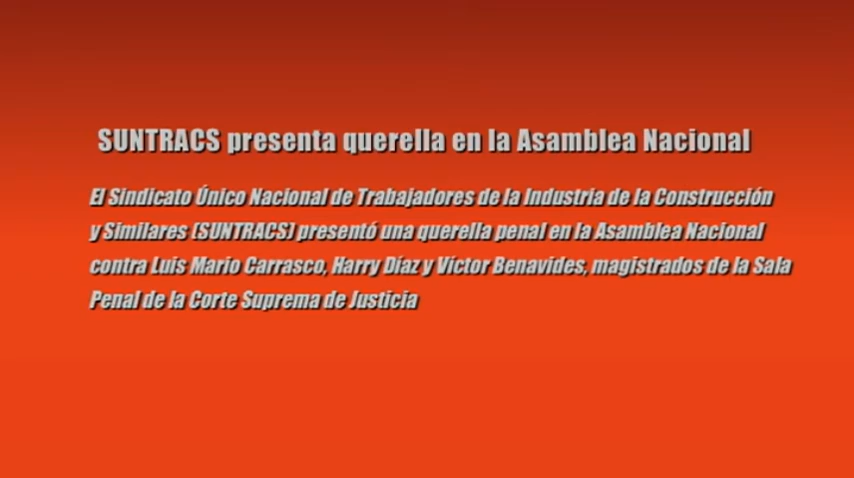 SUNTRACS presenta querella en la Asamblea Nacional
El Sindicato Único Nacional de Trabajadores de la Industria de la Construcción
y Similares (SUNTRACS) presentó una querella penal en la Asamblea Nacional
contra Luis Mario Carrasco, Harry Díaz y Víctor Benavides, magistrados de la Sala
Penal de la Corte Suprema de Justicia